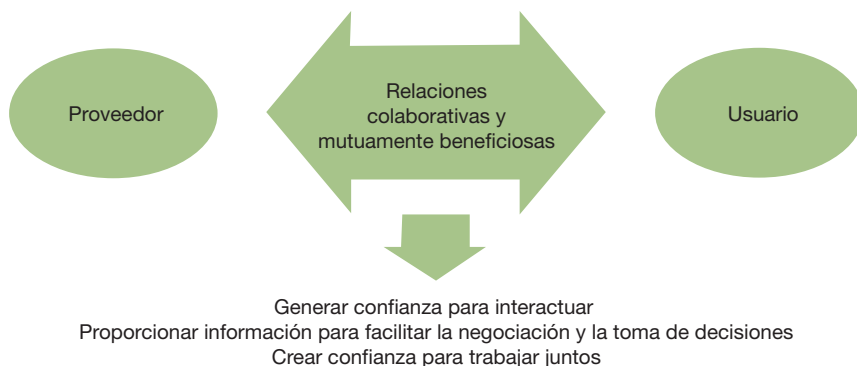 Proveedor
Relaciones
colaborativas y
mutuamente beneficiosas
Usuario
Generar confianza para interactuar
Proporcionar información para facilitar la negociación y la toma de decisiones
Crear confianza para trabajar juntos